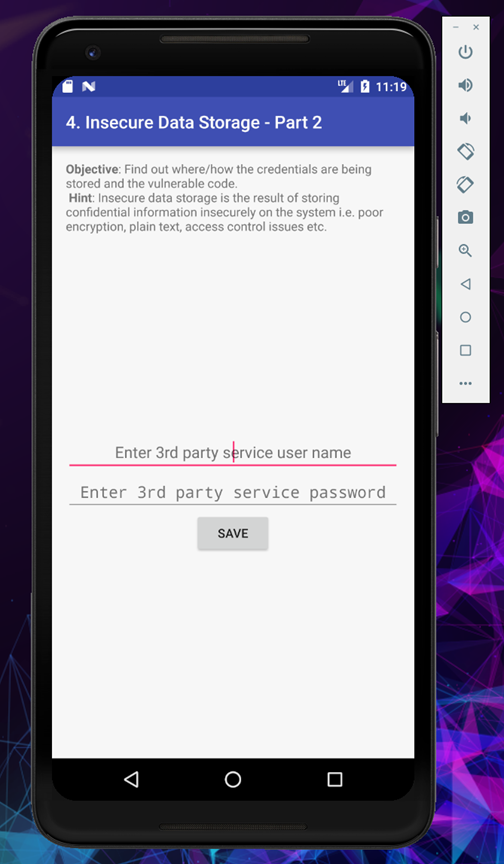 LTE 11:19
4. Insecure Data Storage - Part 2
Objective: Find out where/how the credentials are being
stored and the vulnerable code.
Hint: Insecure data storage is the result of storing
confidential information insecurely on the system i.e. poor
encryption, plain text, access control issues etc.
Enter 3rd party service user name
Enter 3rd party service password
SAVE